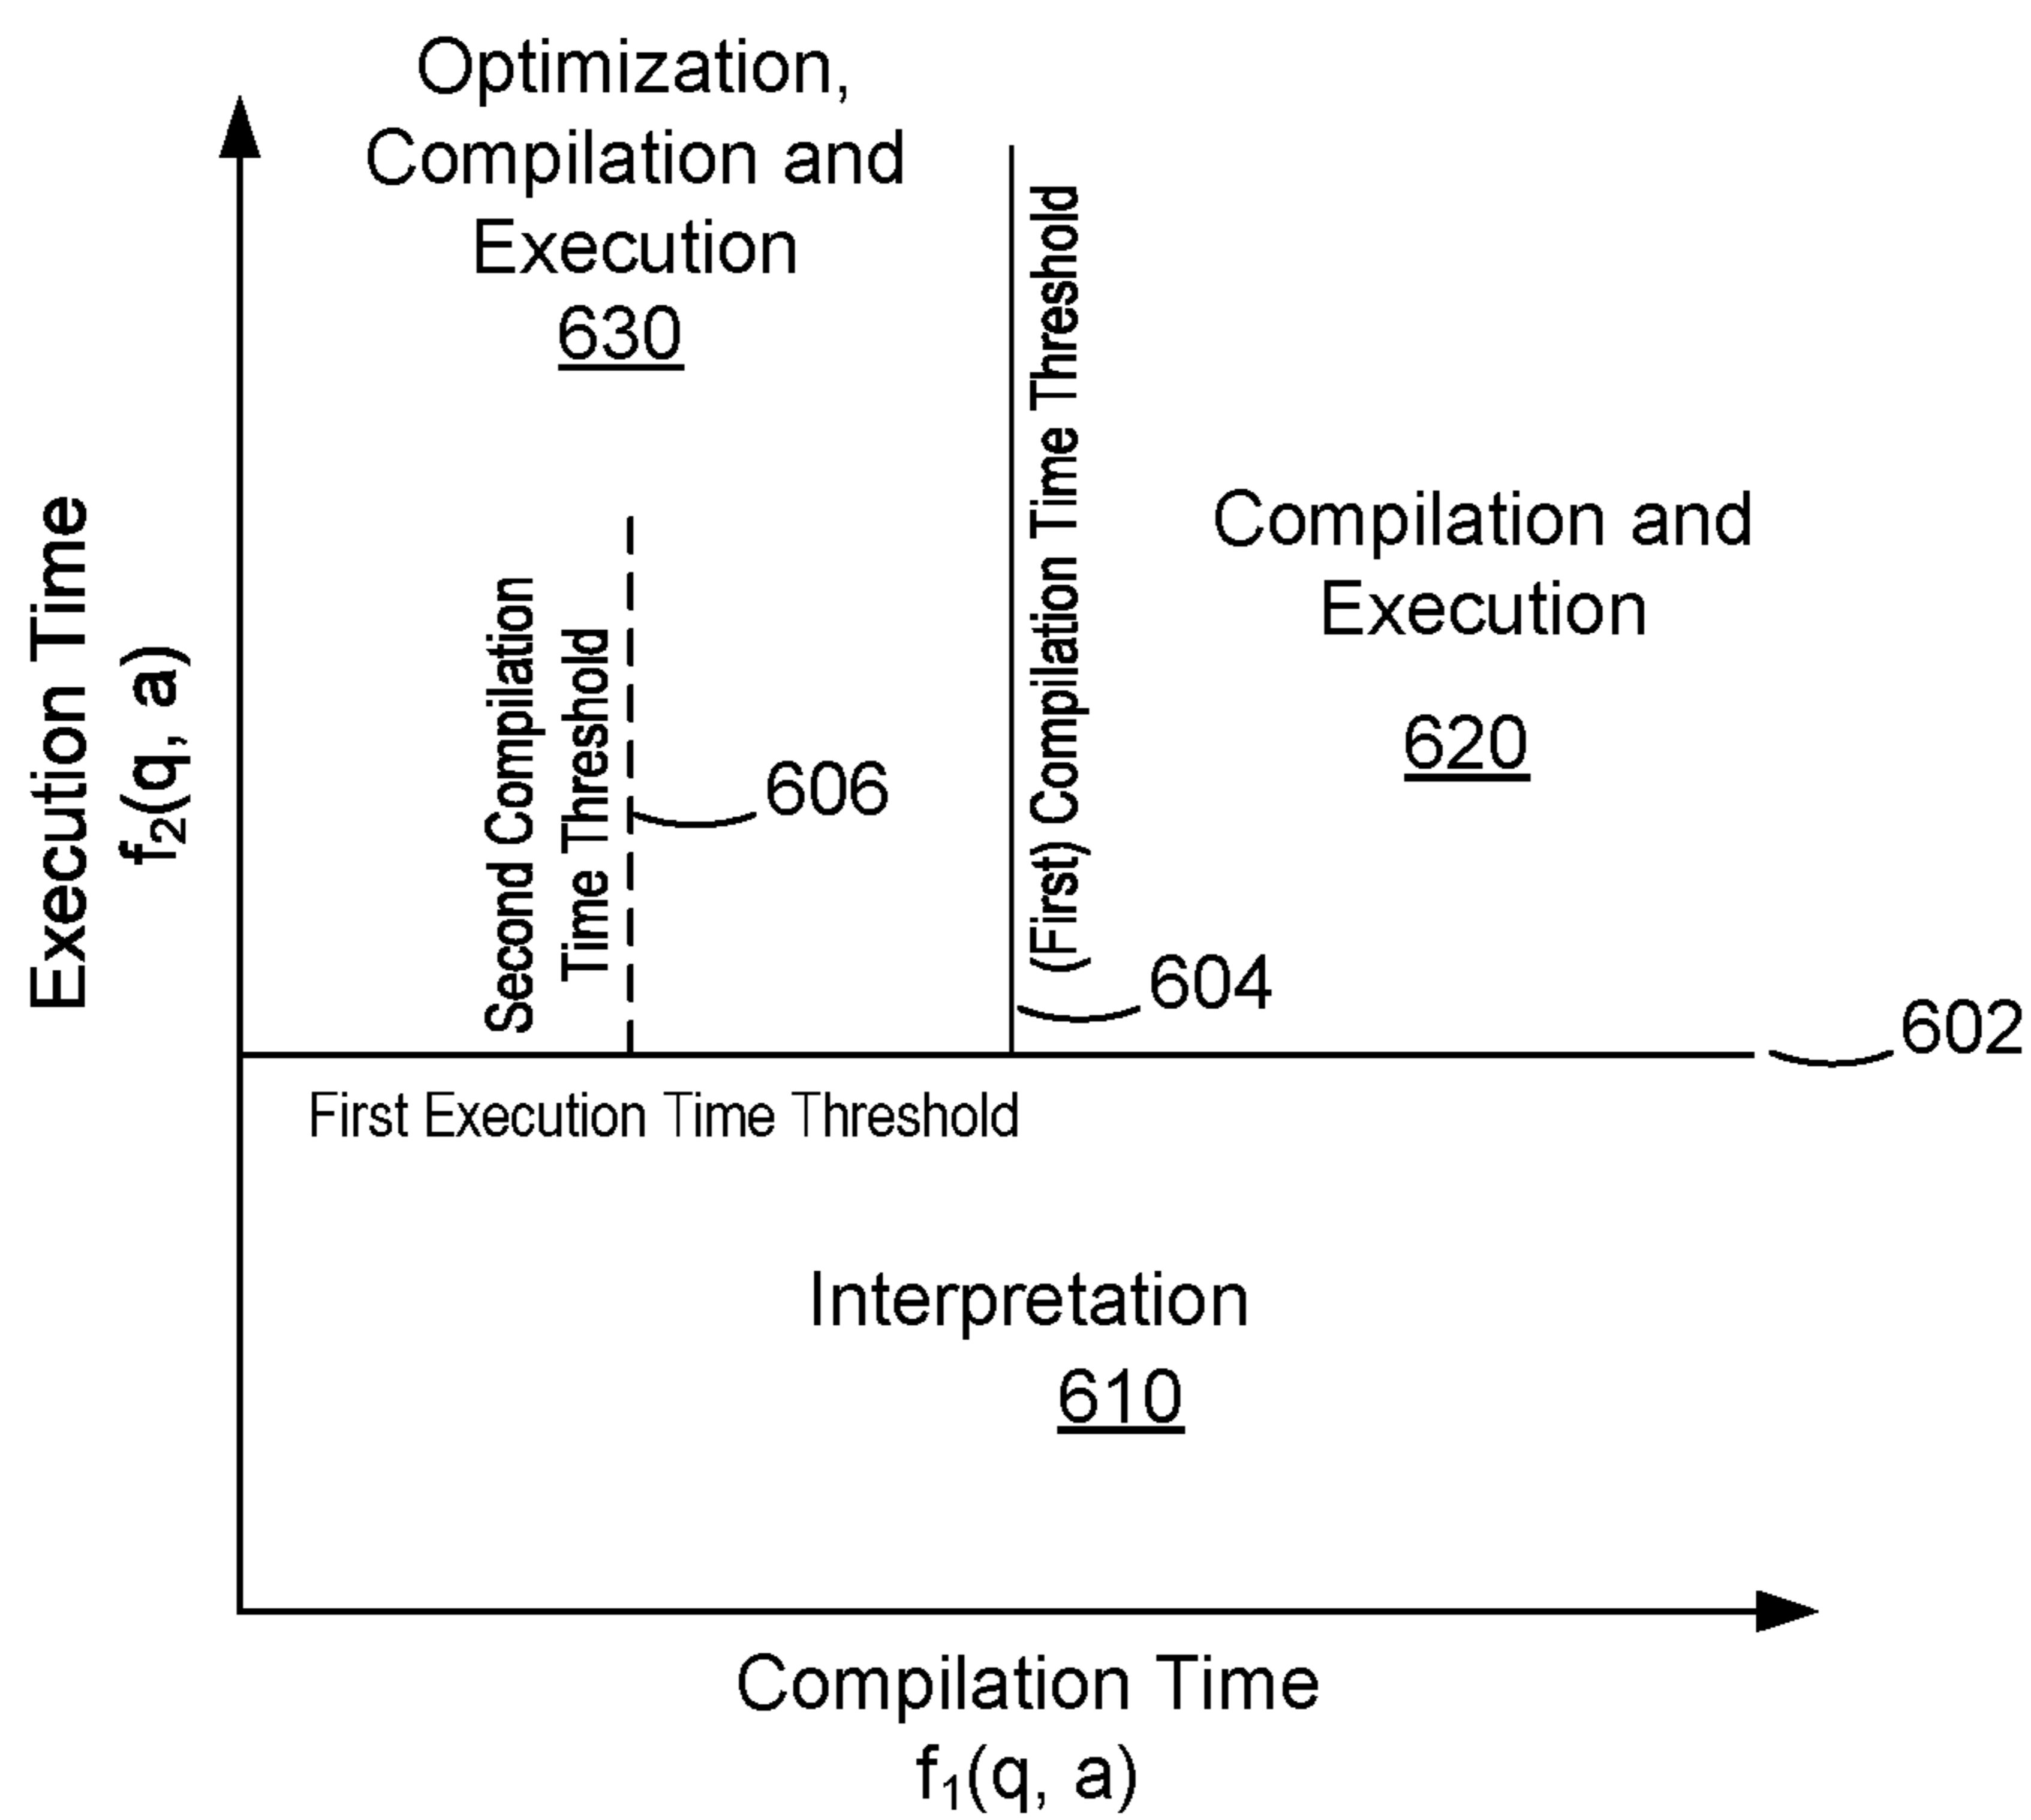 Optimization,
Compilation and
Execution
630
Execution Time
f₂(q, a)
Second Compilation
Time Threshold
606
(First) Compilation Time Threshold
Compilation and
Execution
620
604
602
First Execution Time Threshold
Interpretation
610
Compilation Time
f₁(q, a)